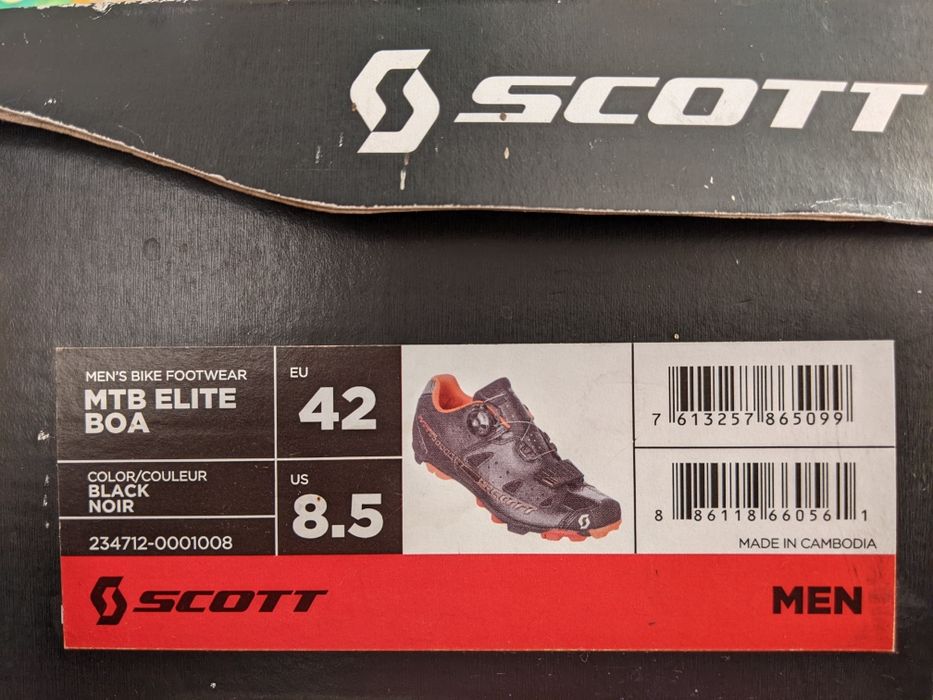 SCOTT
MEN'S BIKE FOOTWEAR
MTB ELITE
BOA
EU
42
COLOR/COULEUR
BLACK
NOIR
US
8.5
234712-0001008
7 613257 865099
8 86118 66056 1
MADE IN CAMBODIA
SCOTT
MEN